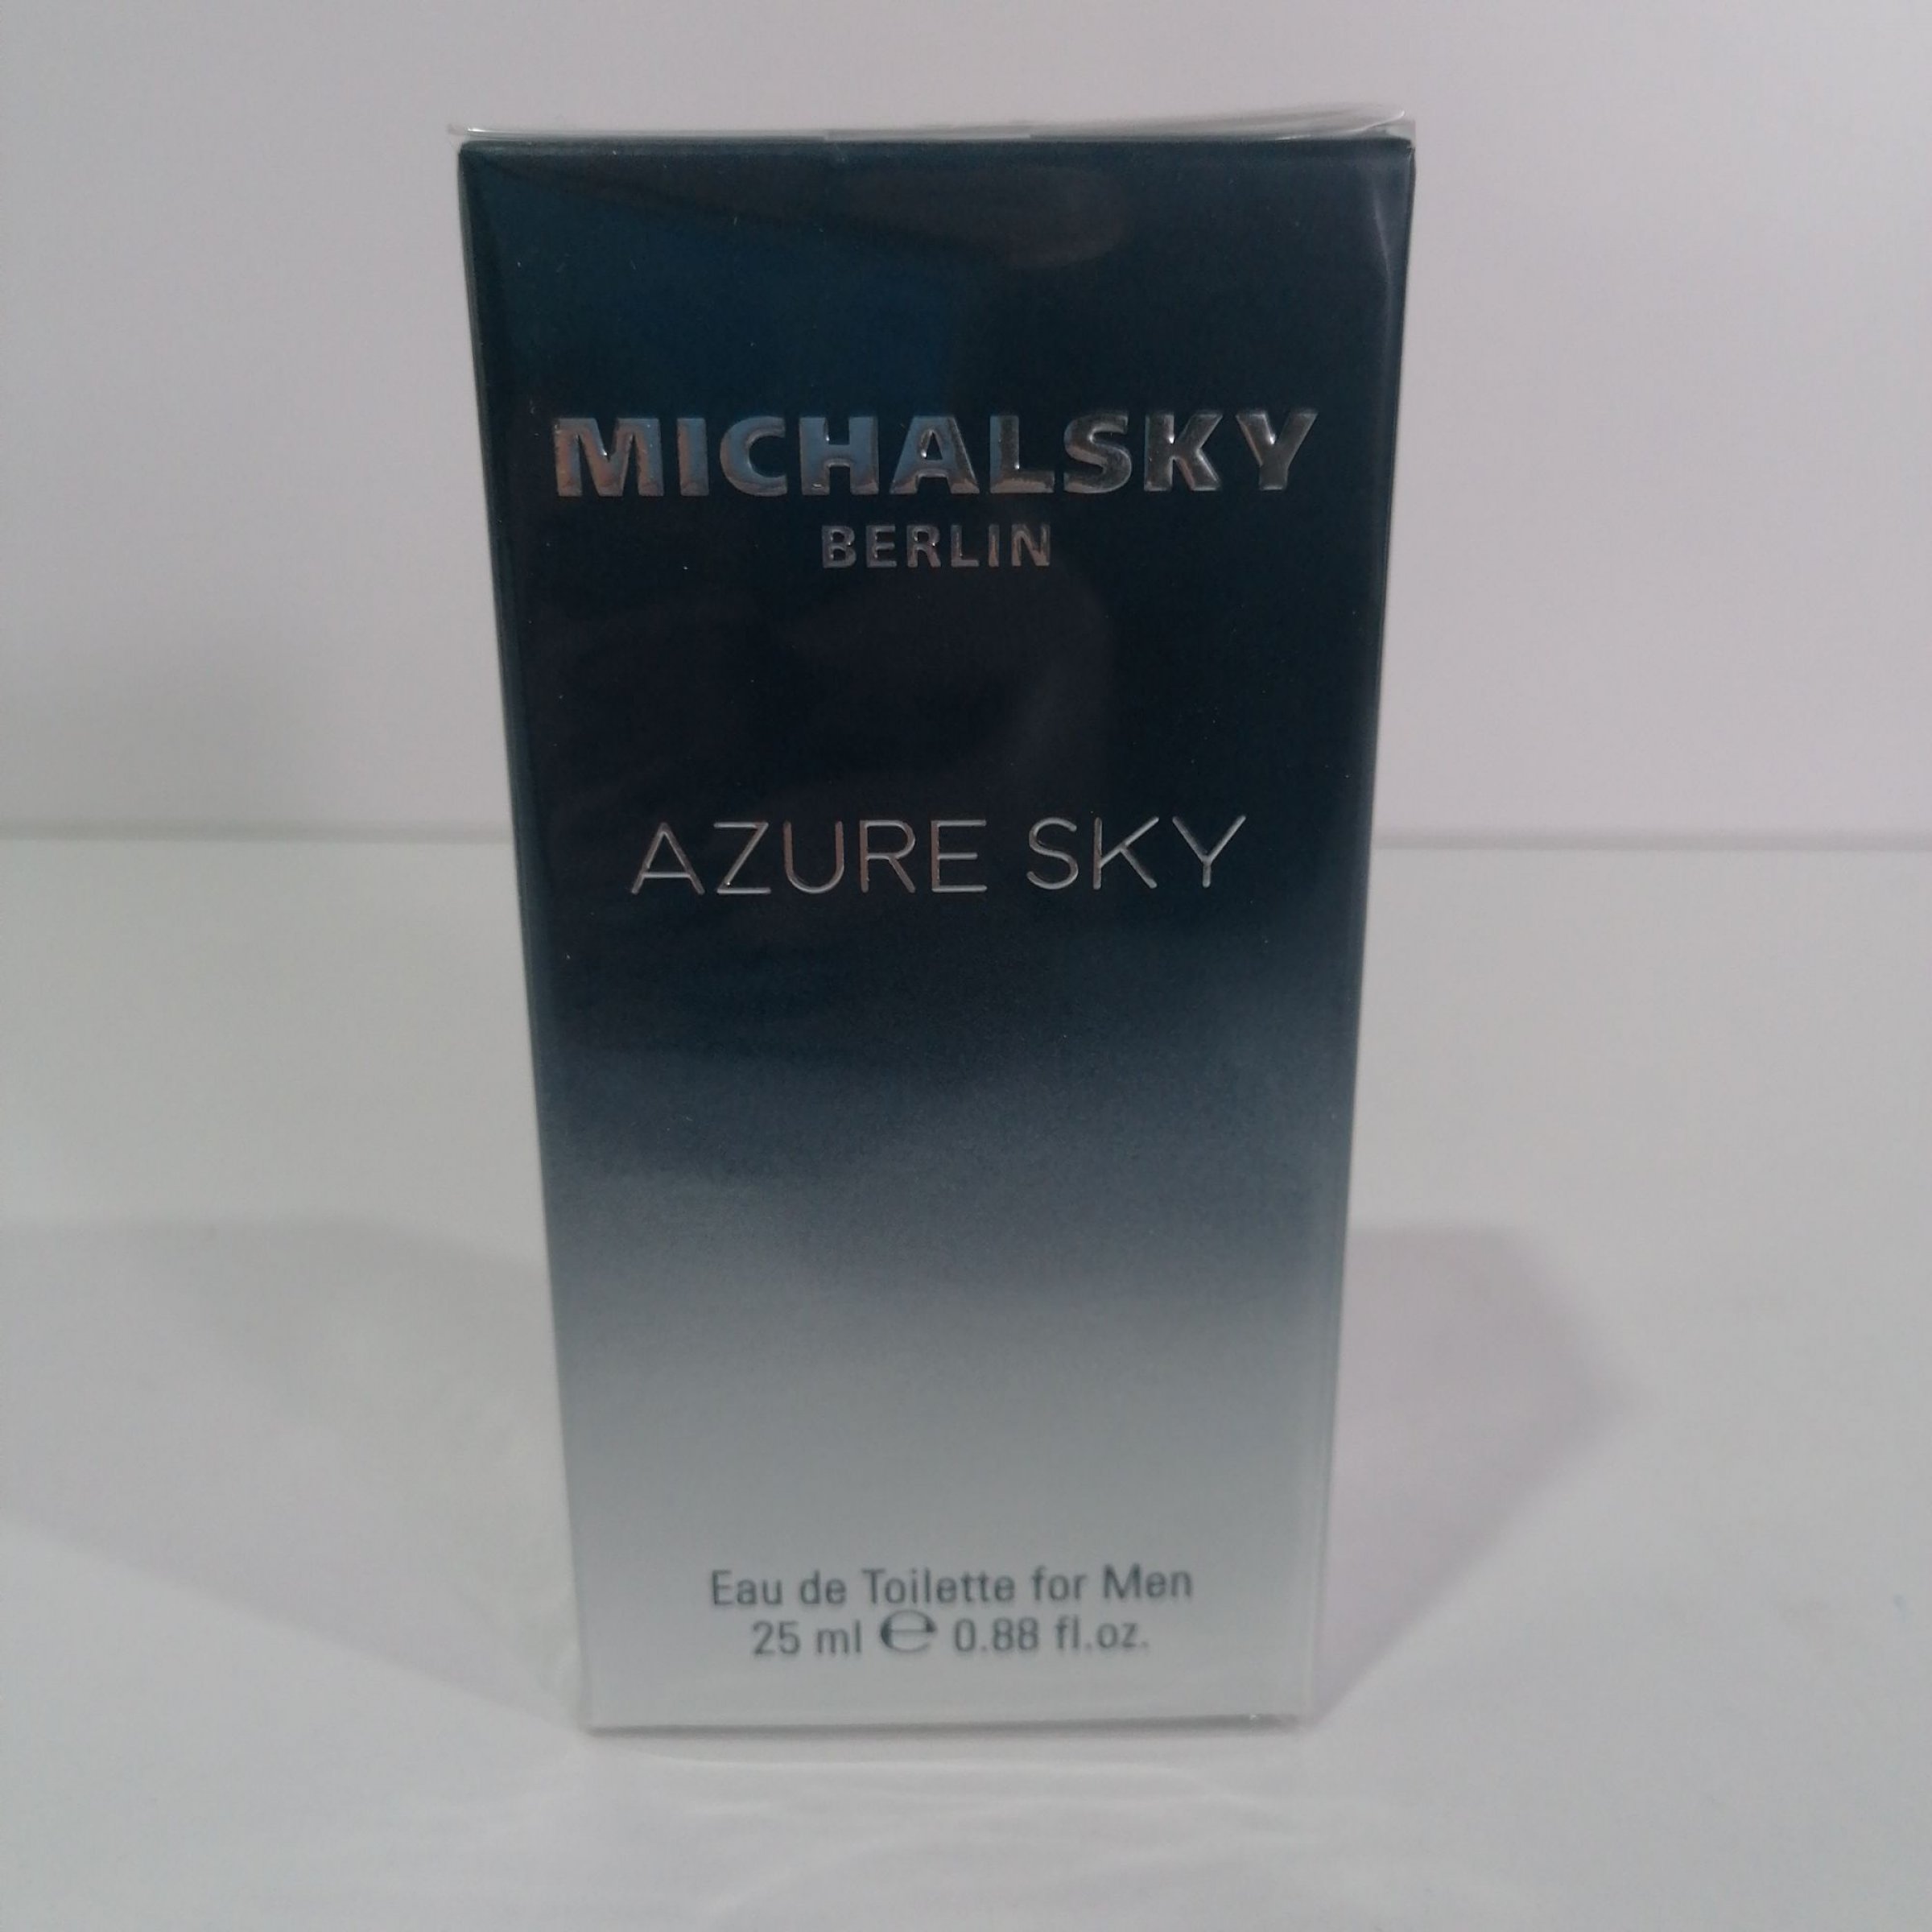 MICHALSKY
BERLIN
AZURE SKY
Eau de Toilette for Men
25 ml ℮ 0.88 fl.oz.